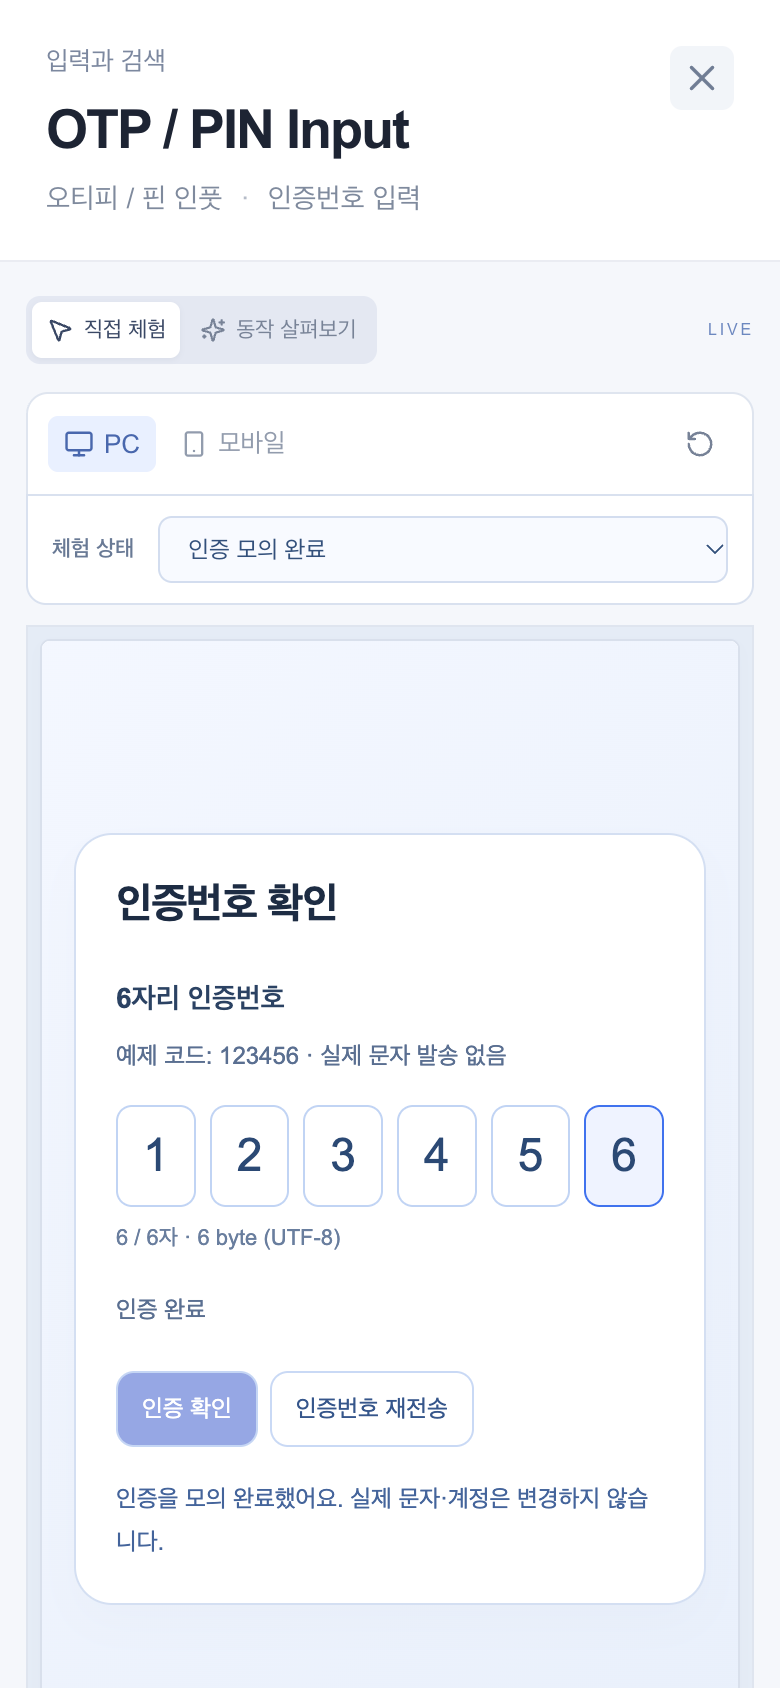 입력과 검색
OTP / PIN Input
오티피 / 핀 인풋 · 인증번호 입력
직접 체험
동작 살펴보기
LIVE
PC
모바일
체험 상태
인증 모의 완료
인증번호 확인
6자리 인증번호
예제 코드: 123456 · 실제 문자 발송 없음
1 2 3 4 5 6
6 / 6자 · 6 byte (UTF-8)
인증 완료
인증 확인
인증번호 재전송
인증을 모의 완료했어요. 실제 문자·계정은 변경하지 않습
니다.